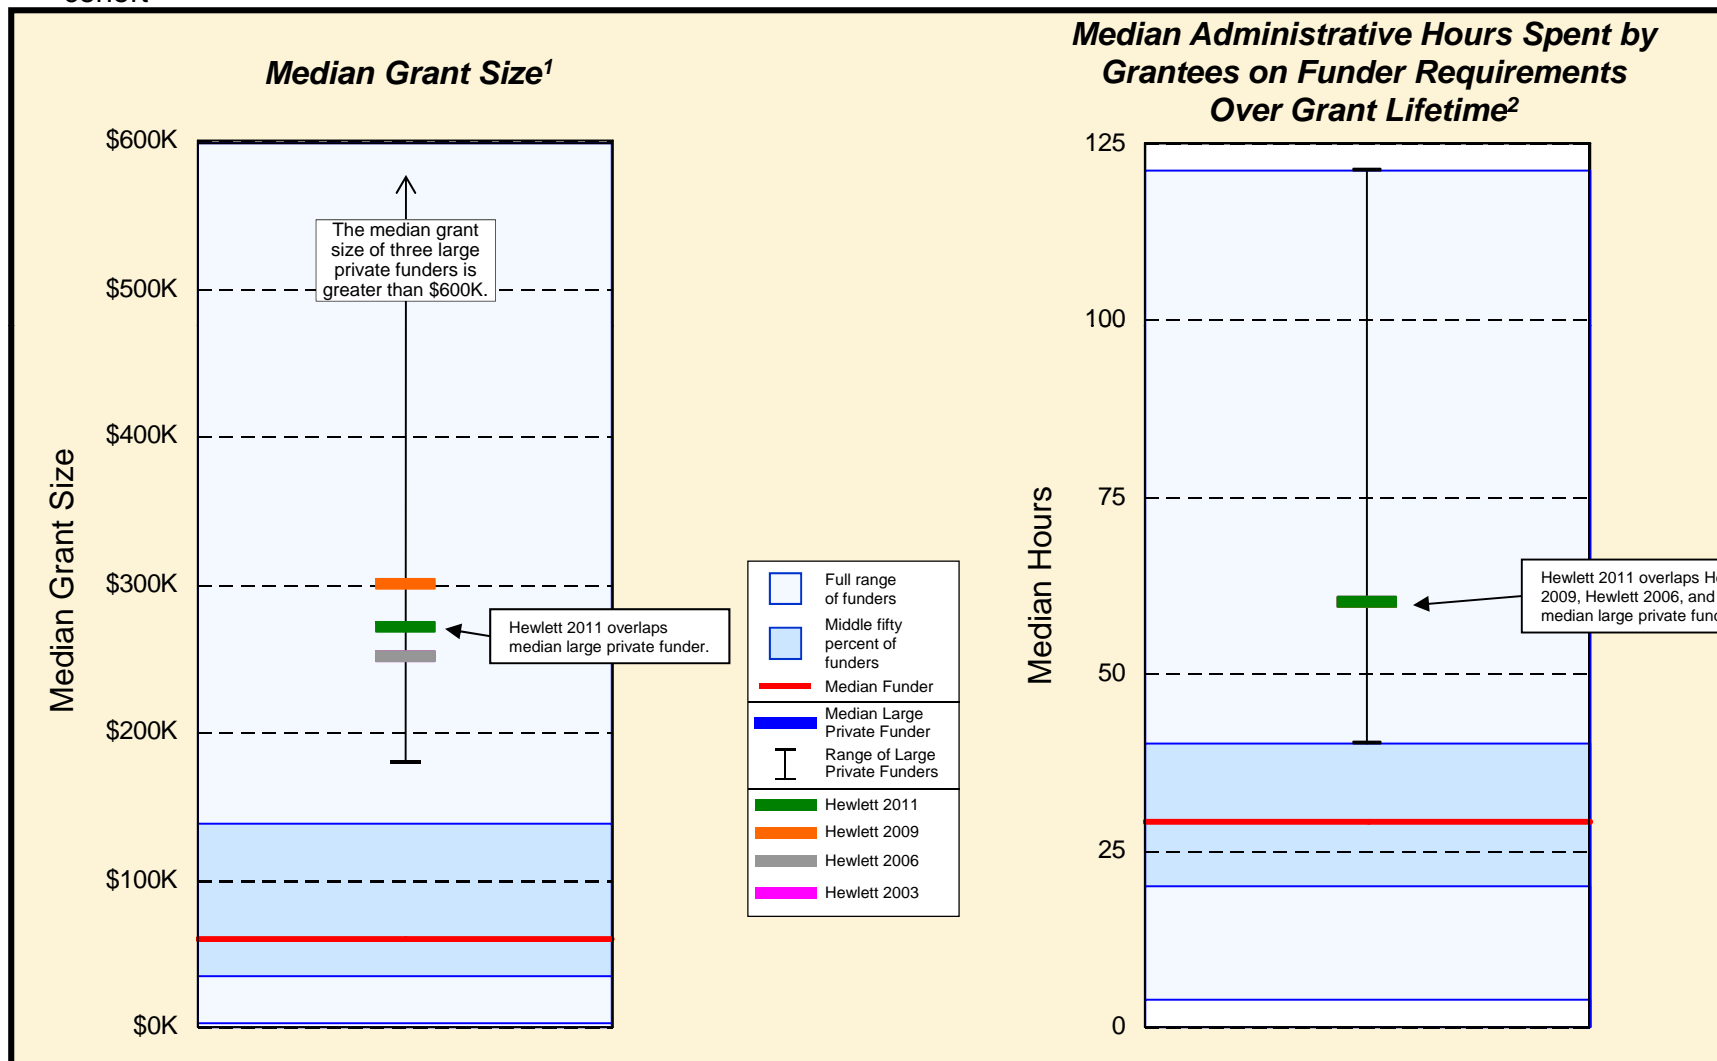 Median Grant Size1
$600K
$500K
$400K
$300K
$200K
$100K
$0K
Median Grant Size
The median grant
size of three large
private funders is
greater than $600K.
Hewlett 2011 overlaps
median large private funder.
Full range
of funders
Middle fifty
percent of
funders
Median Funder
Median Large
Private Funder
Range of Large
Private Funders
Hewlett 2011
Hewlett 2009
Hewlett 2006
Hewlett 2003
Median Administrative Hours Spent by
Grantees on Funder Requirements
Over Grant Lifetime2
125
100
75
50
25
0
Median Hours
Hewlett 2011 overlaps
2009, Hewlett 2006, and
median large private